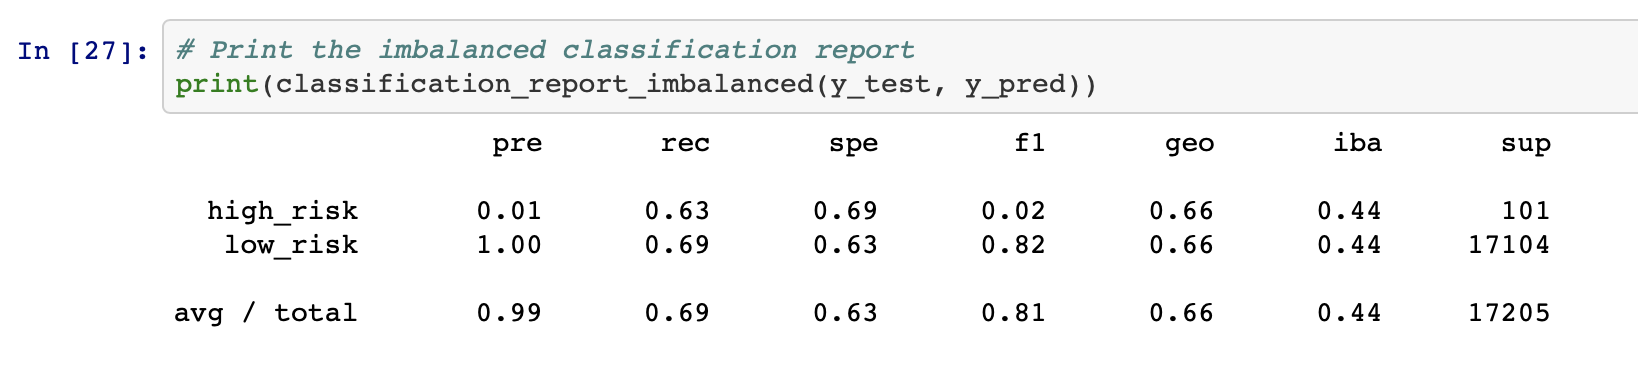 In [27]: # Print the imbalanced classification report
print(classification_report_imbalanced(y_test, y_pred))
pre rec spe f1 geo iba sup
high_risk 0.01 0.63 0.69 0.02 0.66 0.44 101
low_risk 1.00 0.69 0.63 0.82 0.66 0.44 17104
avg / total 0.99 0.69 0.63 0.81 0.66 0.44 17205